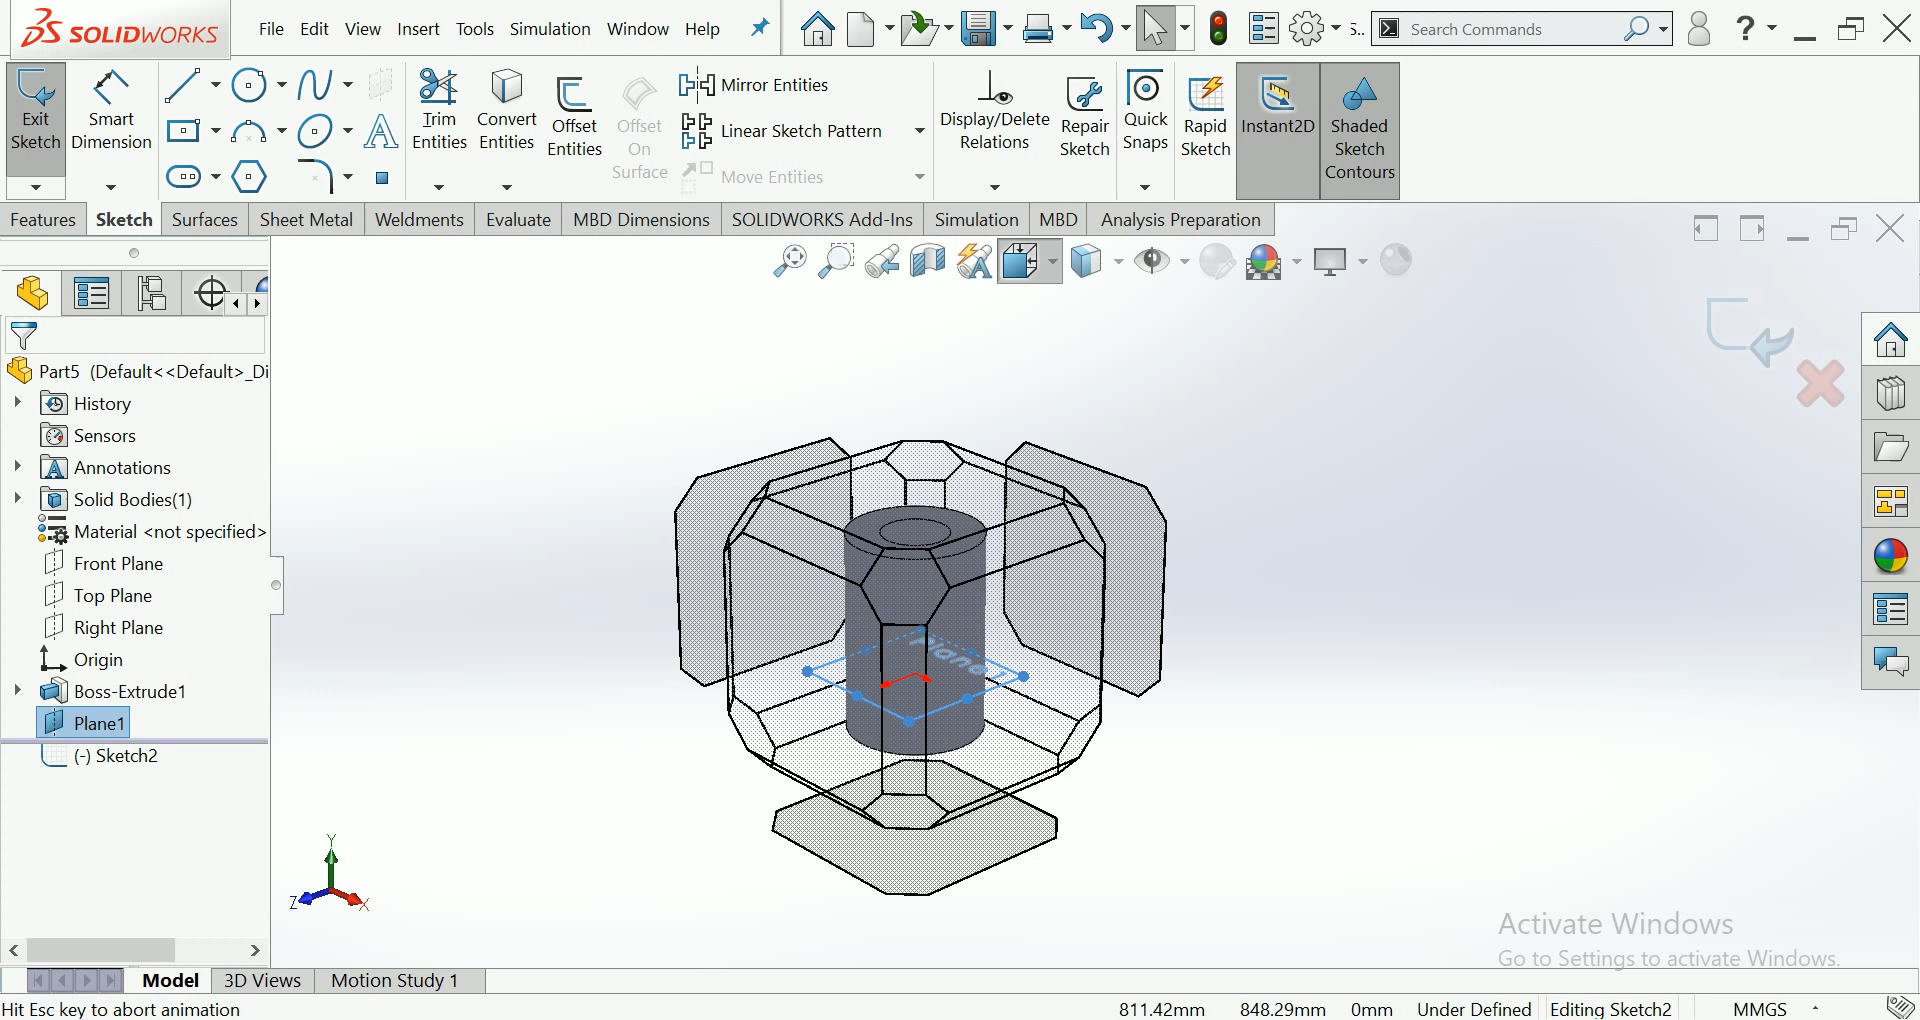 SOLIDWORKS
File Edit View Insert Tools Simulation Window Help
S..
Search Commands
?
Exit Sketch
Smart Dimension
Trim Entities
Convert Entities
Offset Entities
Offset On Surface
Mirror Entities
Linear Sketch Pattern
Move Entities
Display/Delete Relations
Repair Sketch
Quick Snaps
Rapid Sketch
Instant2D
Shaded Sketch Contours
Features Sketch Surfaces Sheet Metal Weldments Evaluate MBD Dimensions SOLIDWORKS Add-Ins Simulation MBD Analysis Preparation
Part5 (Default<<Default>_Di
History
Sensors
Annotations
Solid Bodies(1)
Material <not specified>
Front Plane
Top Plane
Right Plane
Origin
Boss-Extrude1
Plane1
(-) Sketch2
Plane1
Y
Z
X
Activate Windows
Go to Settings to activate Windows.
Model 3D Views Motion Study 1
Hit Esc key to abort animation
811.42mm 848.29mm 0mm Under Defined Editing Sketch2 MMGS